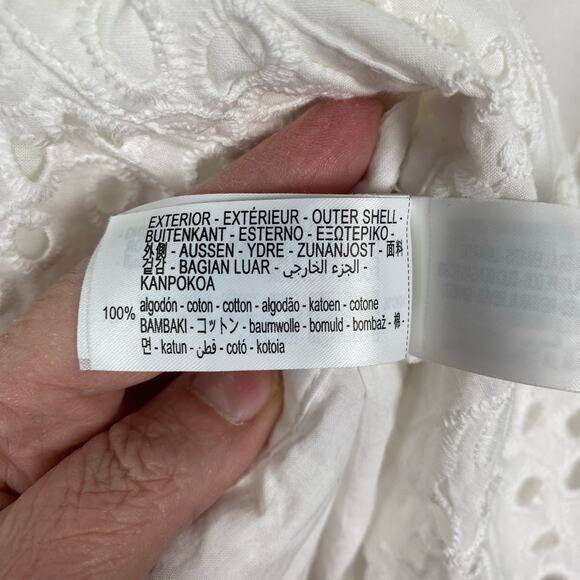 EXTERIOR - EXTÉRIEUR - OUTER SHELL -
BUITENKANT - ESTERNO - ΕΞΩΤΕΡΙΚΟ -
外側 - AUSSEN - YDRE - ZUNANJOST - 面料
겉감 - BAGIAN LUAR - الجزء الخارجي -
KANPOKOA
100% algodón - coton - cotton - algodão - katoen - cotone
BAMBAKI - コットン - baumwolle - bomuld - bombaž - 棉 -
면 - katun - قطن - cotó - kotoia